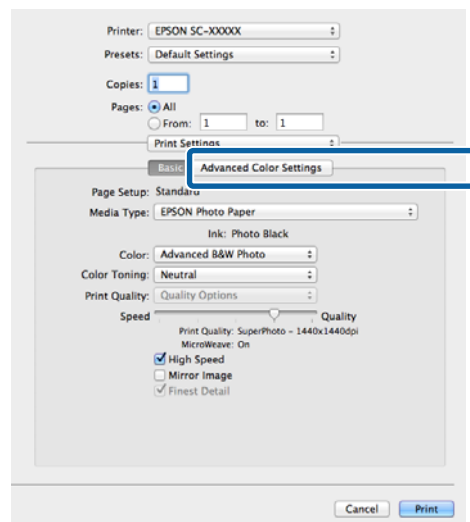 Printer: EPSON SC-XXXXX
Presets: Default Settings
Copies: 1
Pages: All
From: 1 to: 1
Print Settings
Basic Advanced Color Settings
Page Setup: Standard
Media Type: EPSON Photo Paper
Ink: Photo Black
Color: Advanced B&W Photo
Color Toning: Neutral
Print Quality: Quality Options
Speed Quality
Print Quality: SuperPhoto - 1440x1440dpi
MicroWeave: On
High Speed
Mirror Image
Finest Detail
Cancel Print